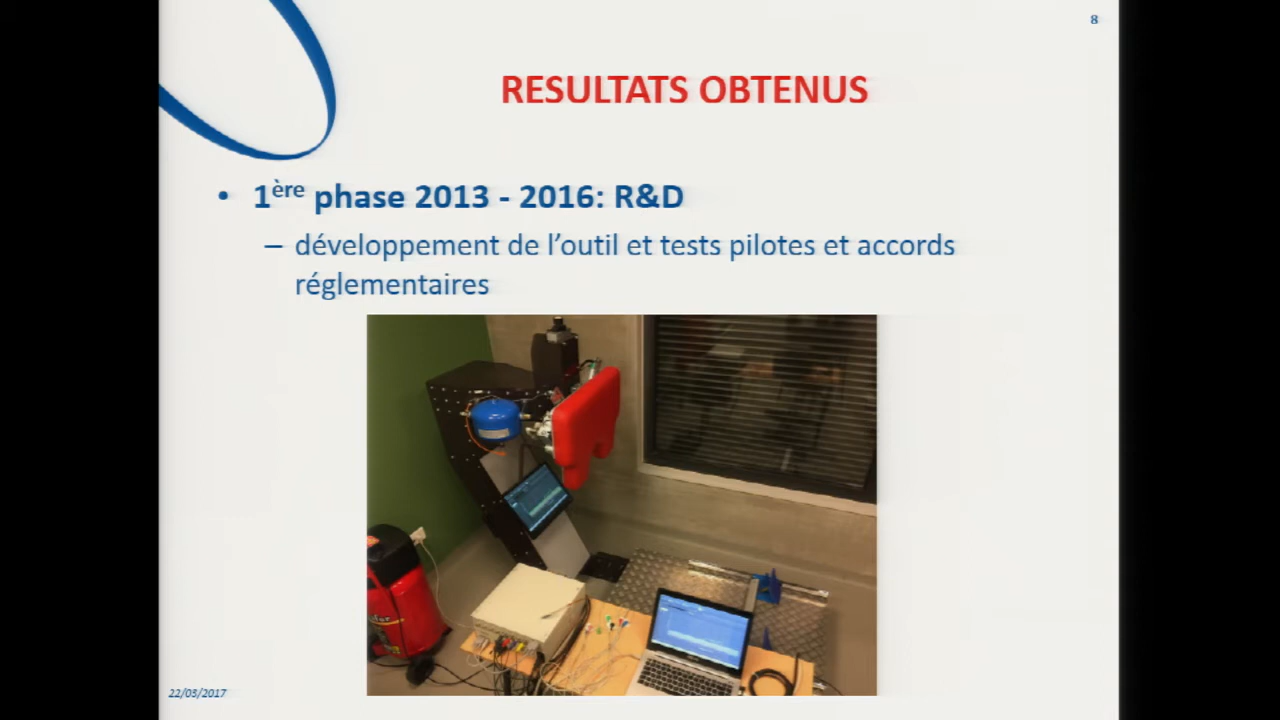 8
RESULTATS OBTENUS
• 1ère phase 2013 - 2016: R&D
– développement de l’outil et tests pilotes et accords
réglementaires
22/03/2017